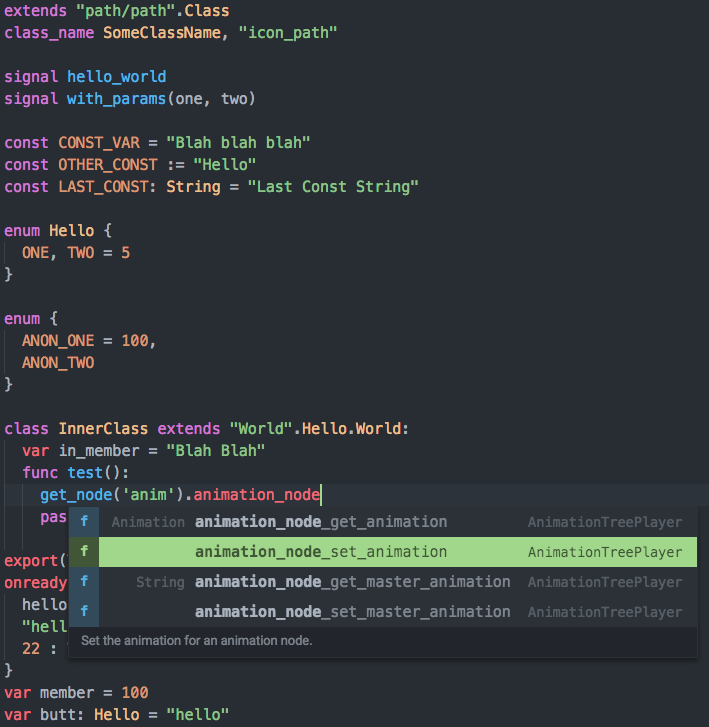 extends "path/path".Class
class_name SomeClassName, "icon_path"
signal hello_world
signal with_params(one, two)
const CONST_VAR = "Blah blah blah"
const OTHER_CONST := "Hello"
const LAST_CONST: String = "Last Const String"
enum Hello {
ONE, TWO = 5
}
enum {
ANON_ONE = 100,
ANON_TWO
}
class InnerClass extends "World".Hello.World:
var in_member = "Blah Blah"
func test():
get_node('anim').animation_node
pas
f Animation animation_node_get_animation AnimationTreePlayer
f animation_node_set_animation AnimationTreePlayer
export(
f String animation_node_get_master_animation AnimationTreePlayer
onready
f animation_node_set_master_animation AnimationTreePlayer
hello
"hell
Set the animation for an animation node.
22 :
}
var member = 100
var butt: Hello = "hello"